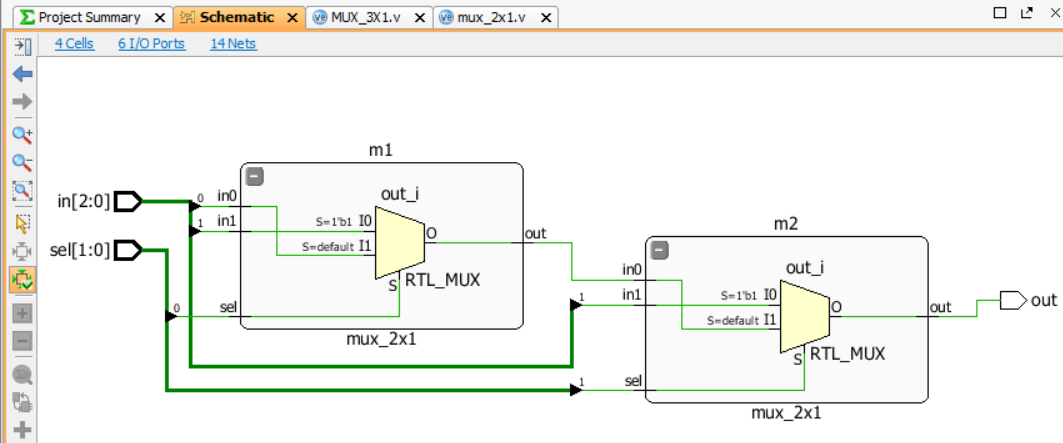 Project Summary
Schematic
MUX_3X1.v
mux_2x1.v
4 Cells 6 I/O Ports 14 Nets
m1
out_i
in[2:0]
0 in0
1 in1
S=1'b1 I0
S=default I1
O
out
sel[1:0]
S
RTL_MUX
0 sel
mux_2x1
m2
out_i
in0
1 in1
S=1'b1 I0
S=default I1
O
out
out
S
RTL_MUX
1 sel
mux_2x1